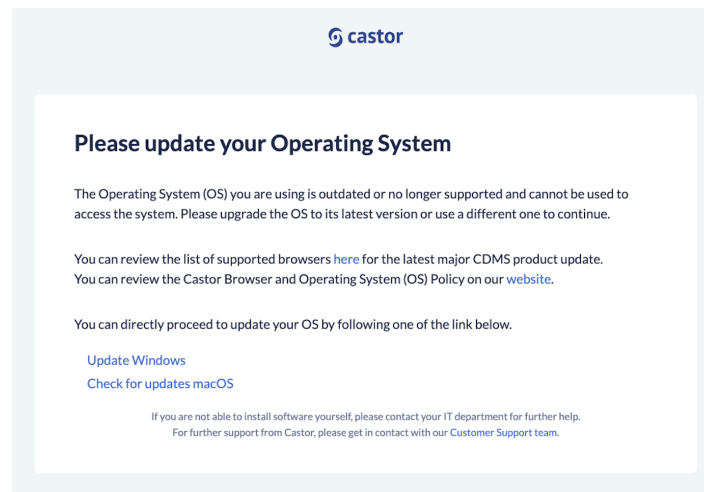 castor
Please update your Operating System
The Operating System (OS) you are using is outdated or no longer supported and cannot be used to
access the system. Please upgrade the OS to its latest version or use a different one to continue.
You can review the list of supported browsers here for the latest major CDMS product update.
You can review the Castor Browser and Operating System (OS) Policy on our website.
You can directly proceed to update your OS by following one of the link below.
Update Windows
Check for updates macOS
If you are not able to install software yourself, please contact your IT department for further help.
For further support from Castor, please get in contact with our Customer Support team.